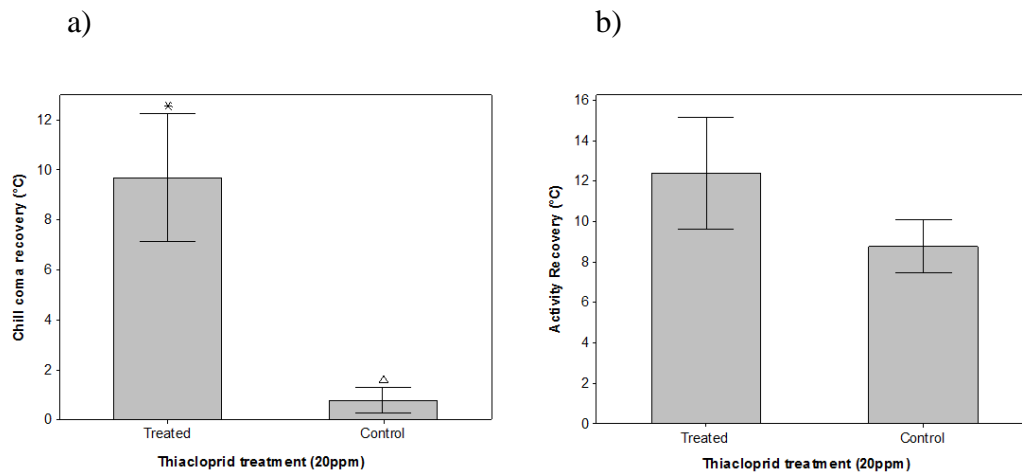 a)
b)
Chill coma recovery (°C)
12
10
8
6
4
2
0
Treated
Control
Thiacloprid treatment (20ppm)
Activity Recovery (°C)
16
14
12
10
8
6
4
2
0
Treated
Control
Thiacloprid treatment (20ppm)